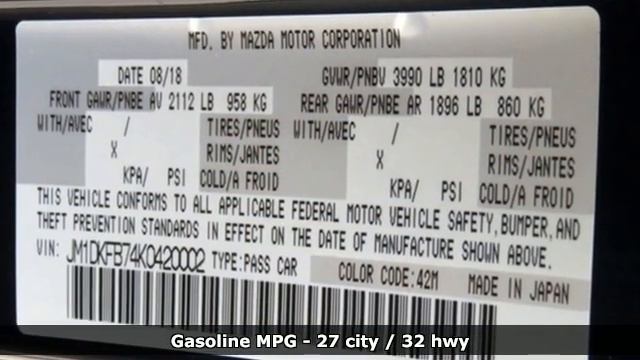 MFD. BY MAZDA MOTOR CORPORATION
DATE 08/18 GVWR/PNBV 3990 LB 1810 KG
FRONT GAWR/PNBE AV 2112 LB 958 KG REAR GAWR/PNBE AR 1896 LB 860 KG
WITH/AVEC / TIRES/PNEUS WITH/AVEC / TIRES/PNEUS
X RIMS/JANTES X RIMS/JANTES
KPA/ PSI COLD/A FROID KPA/ PSI COLD/A FROID
THIS VEHICLE CONFORMS TO ALL APPLICABLE FEDERAL MOTOR VEHICLE SAFETY, BUMPER, AND
THEFT PREVENTION STANDARDS IN EFFECT ON THE DATE OF MANUFACTURE SHOWN ABOVE.
VIN: JM1DKFB74K0420002 TYPE:PASS CAR COLOR CODE:42M MADE IN JAPAN
Gasoline MPG - 27 city / 32 hwy